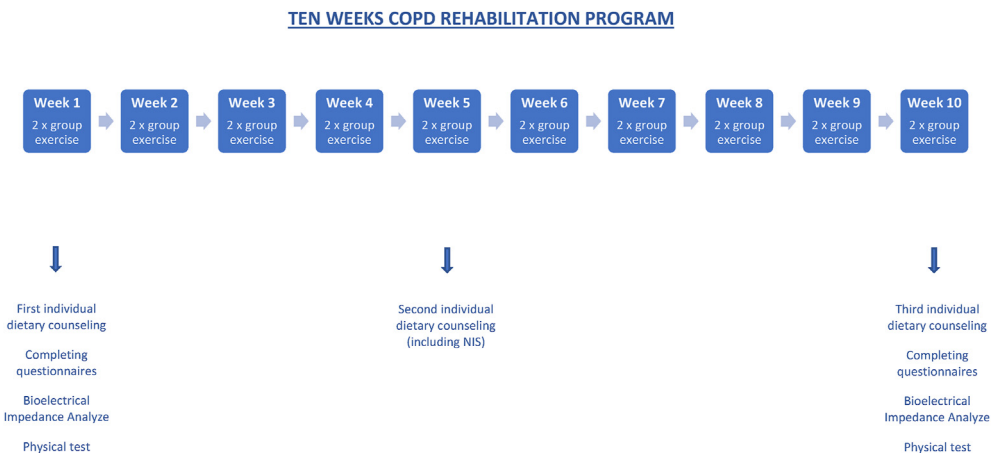 TEN WEEKS COPD REHABILITATION PROGRAM
Week 1
2 x group
exercise
Week 2
2 x group
exercise
Week 3
2 x group
exercise
Week 4
2 x group
exercise
Week 5
2 x group
exercise
Week 6
2 x group
exercise
Week 7
2 x group
exercise
Week 8
2 x group
exercise
Week 9
2 x group
exercise
Week 10
2 x group
exercise
First individual
dietary counseling
Completing
questionnaires
Bioelectrical
Impedance Analyze
Physical test
Second individual
dietary counseling
(including NIS)
Third individual
dietary counseling
Completing
questionnaires
Bioelectrical
Impedance Analyze
Physical test